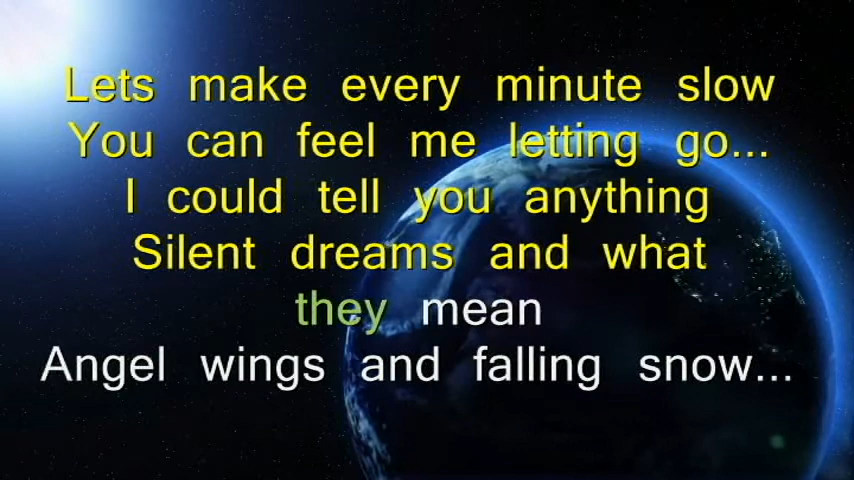 Lets make every minute slow
You can feel me letting go...
I could tell you anything
Silent dreams and what
they mean
Angel wings and falling snow...